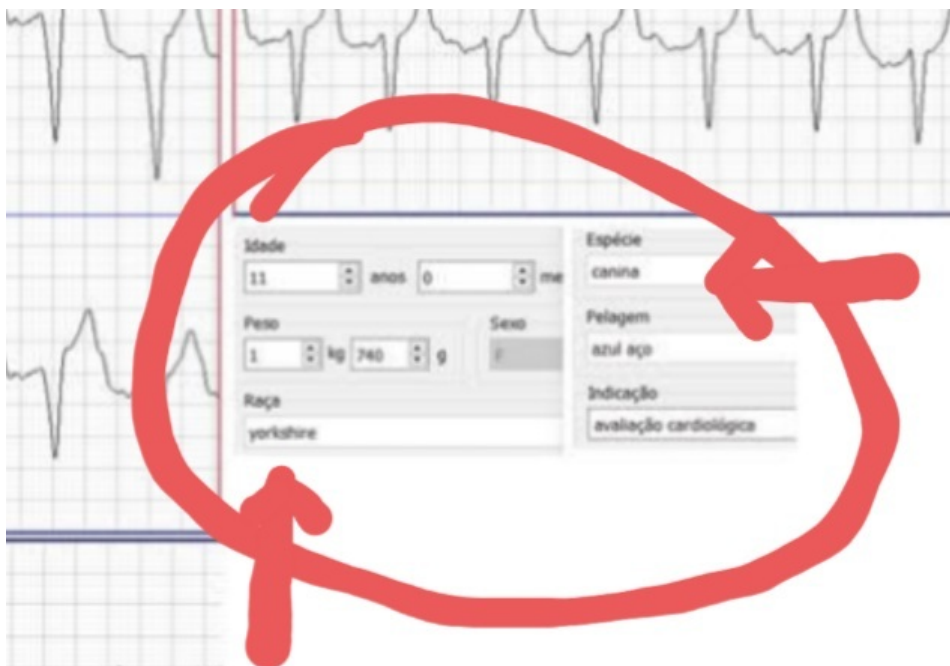 Idade
11 anos 0 me
Peso Sexo
1 kg 740 g F
Raça
yorkshire
Espécie
canina
Pelagem
azul aço
Indicação
avaliação cardiológica